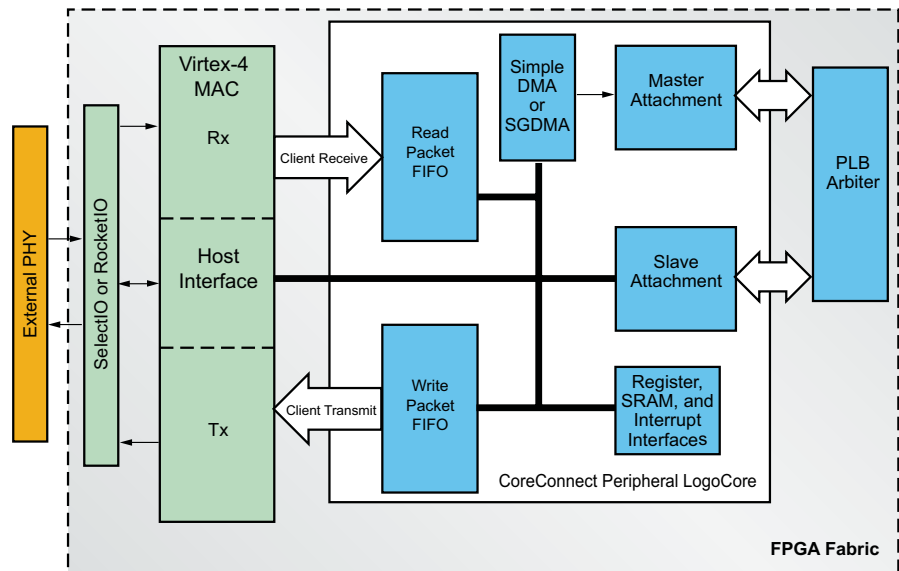 External PHY
SelectIO or RocketIO
Virtex-4
MAC
Rx
Host
Interface
Tx
Client Receive
Client Transmit
Read
Packet
FIFO
Write
Packet
FIFO
Simple
DMA
or
SGDMA
Master
Attachment
Slave
Attachment
Register,
SRAM, and
Interrupt
Interfaces
CoreConnect Peripheral LogoCore
PLB
Arbiter
FPGA Fabric